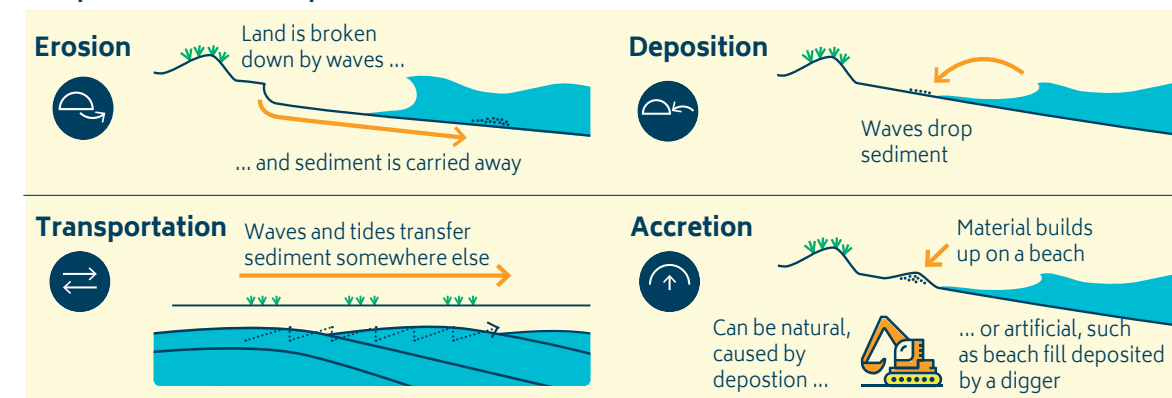 Erosion
Land is broken
down by waves ...
... and sediment is carried away
Deposition
Waves drop
sediment
Transportation
Waves and tides transfer
sediment somewhere else
Accretion
Material builds
up on a beach
Can be natural,
caused by
depostion ...
... or artificial, such
as beach fill deposited
by a digger